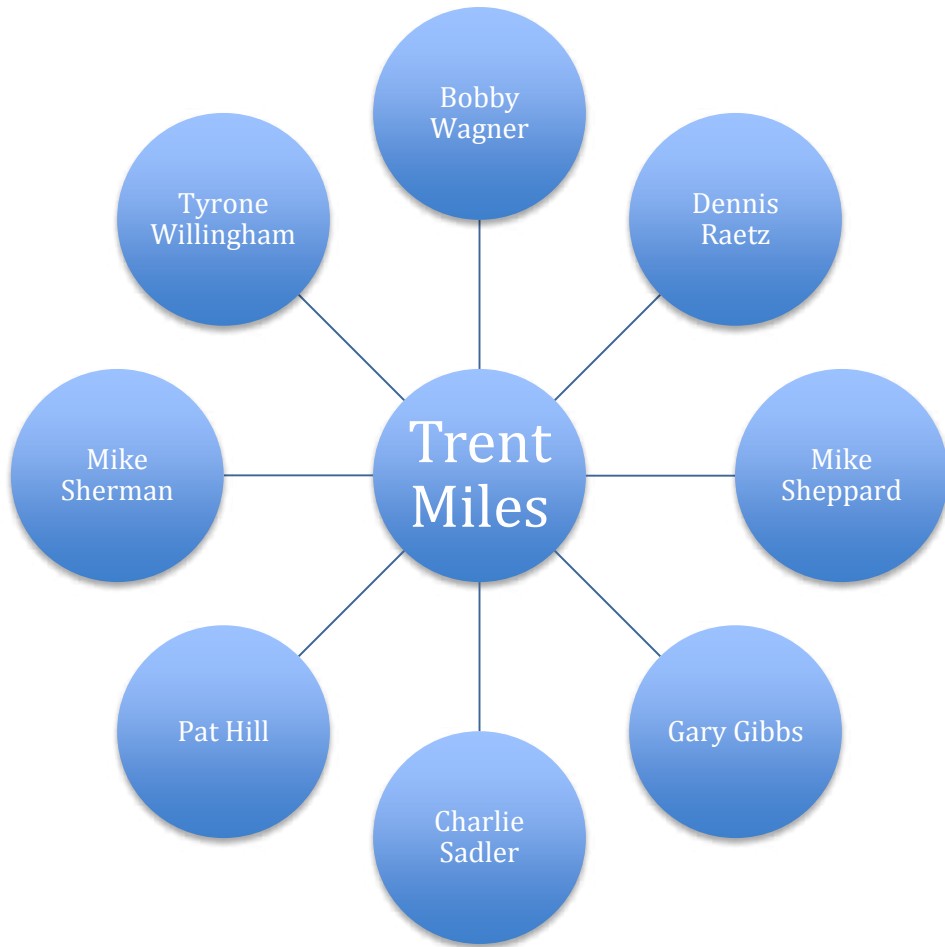 Bobby
Wagner
Tyrone
Willingham
Dennis
Raetz
Mike
Sherman
Trent
Miles
Mike
Sheppard
Pat Hill
Gary Gibbs
Charlie
Sadler